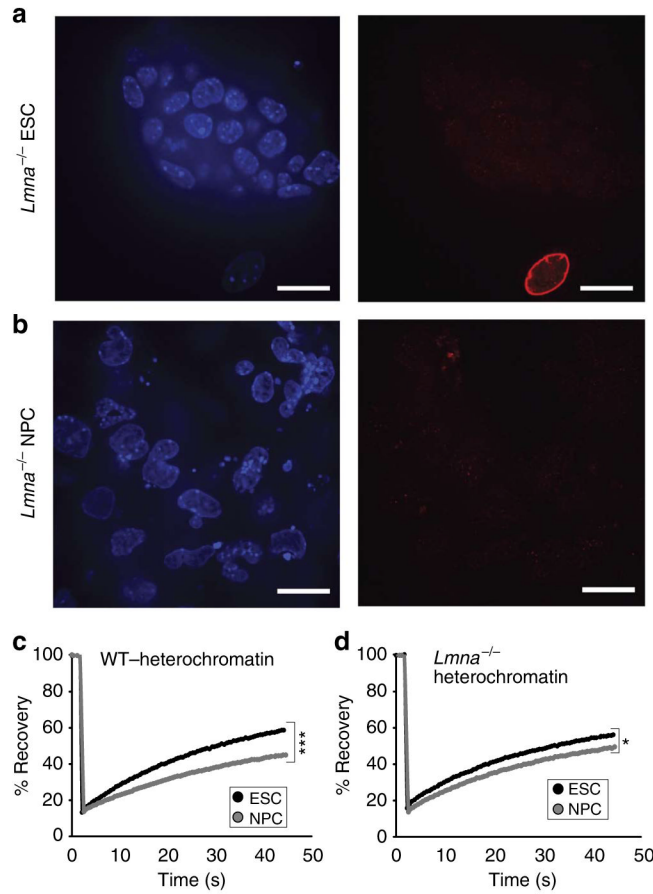 a
Lmna−/− ESC
b
Lmna−/− NPC
c
WT–heterochromatin
% Recovery
100
80
60
40
20
0
0 10 20 30 40 50
Time (s)
ESC
NPC
***
d
Lmna−/−
heterochromatin
% Recovery
100
80
60
40
20
0
0 10 20 30 40 50
Time (s)
ESC
NPC
*